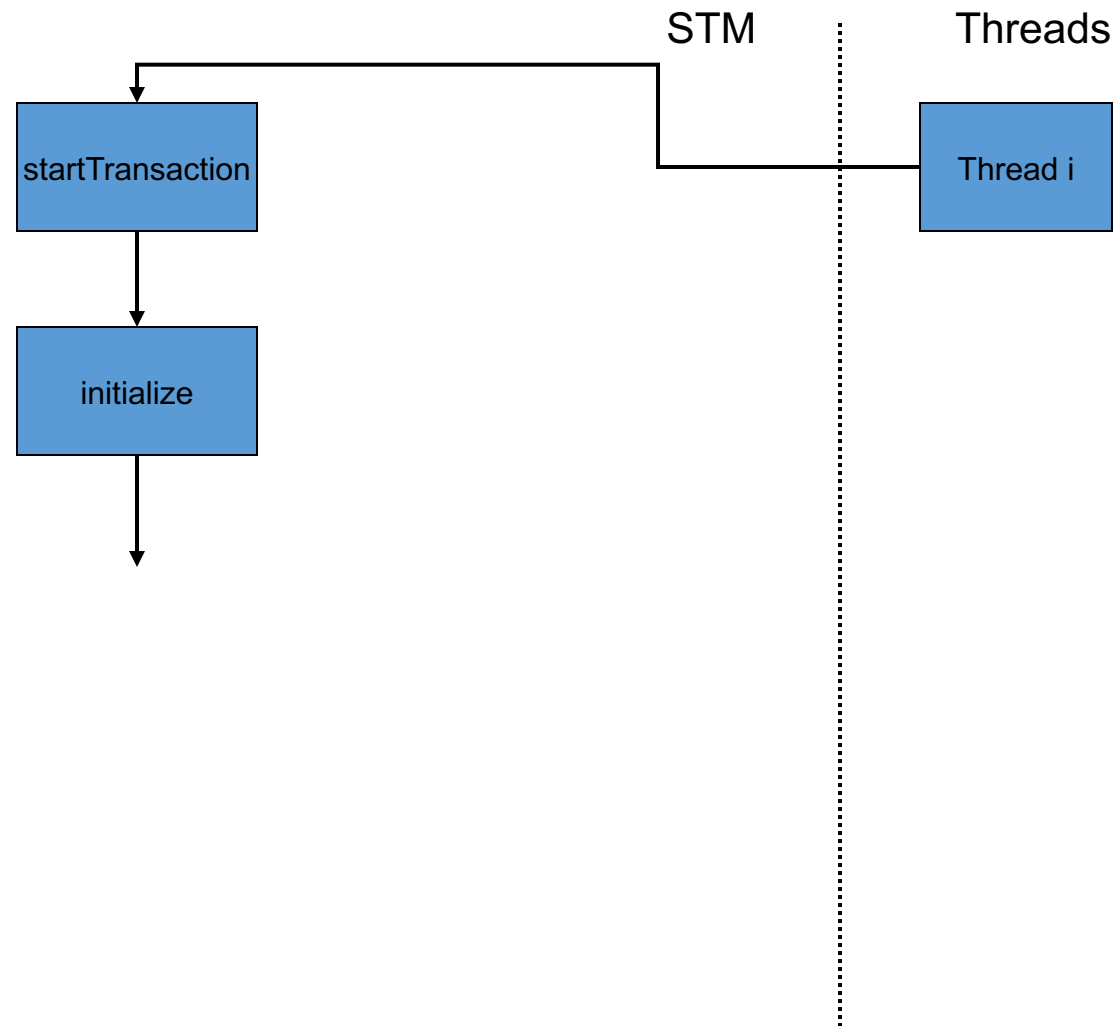 STM
Threads
startTransaction
Thread i
initialize